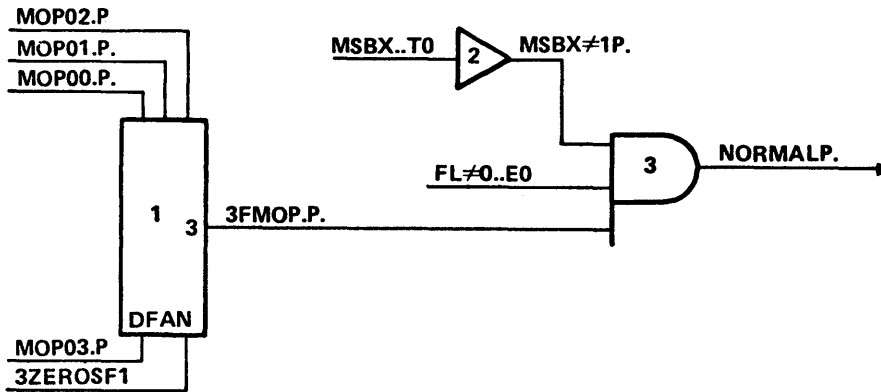 MOP02.P
MOP01.P.
MOP00.P.
MSBX..T0
2
MSBX≠1P.
FL≠0..E0
3
NORMALP.
1
3
3FMOP.P.
DFAN
MOP03.P
3ZEROSF1